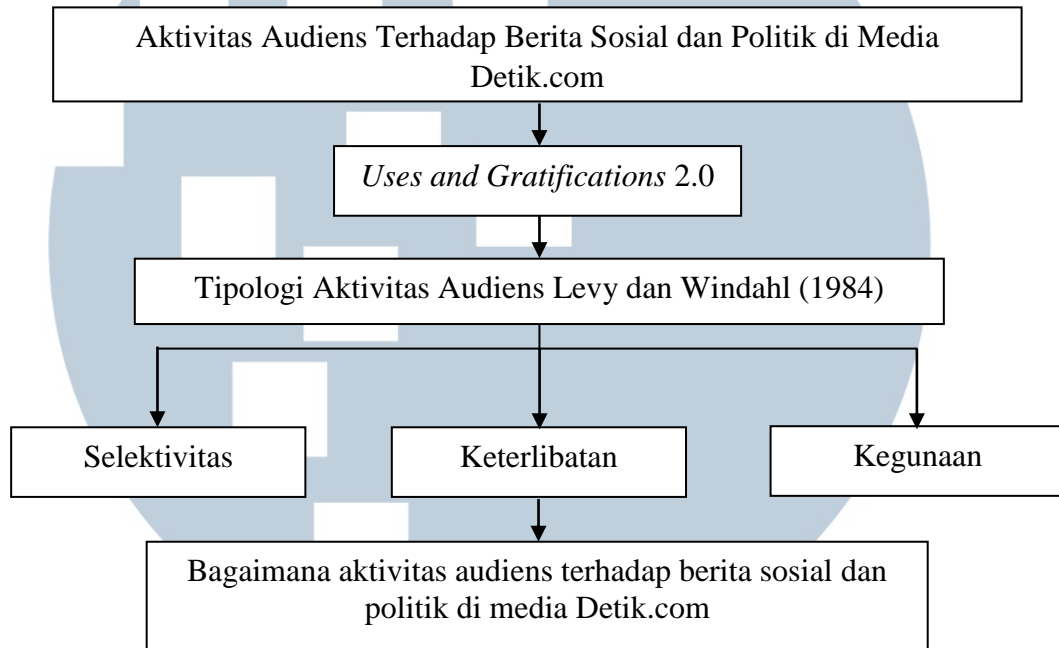 Aktivitas Audiens Terhadap Berita Sosial dan Politik di Media
Detik.com
Uses and Gratifications 2.0
Tipologi Aktivitas Audiens Levy dan Windahl (1984)
Selektivitas
Keterlibatan
Kegunaan
Bagaimana aktivitas audiens terhadap berita sosial dan
politik di media Detik.com